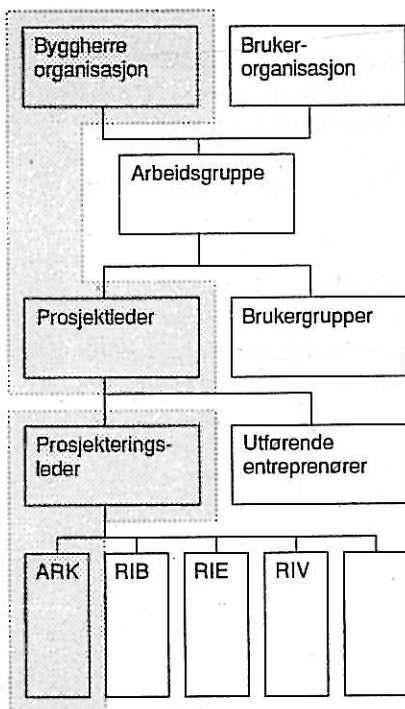 Byggherre
organisasjon
Bruker-
organisasjon
Arbeidsgruppe
Prosjektleder
Brukergrupper
Prosjekterings-
leder
Utførende
entreprenører
ARK
RIB
RIE
RIV